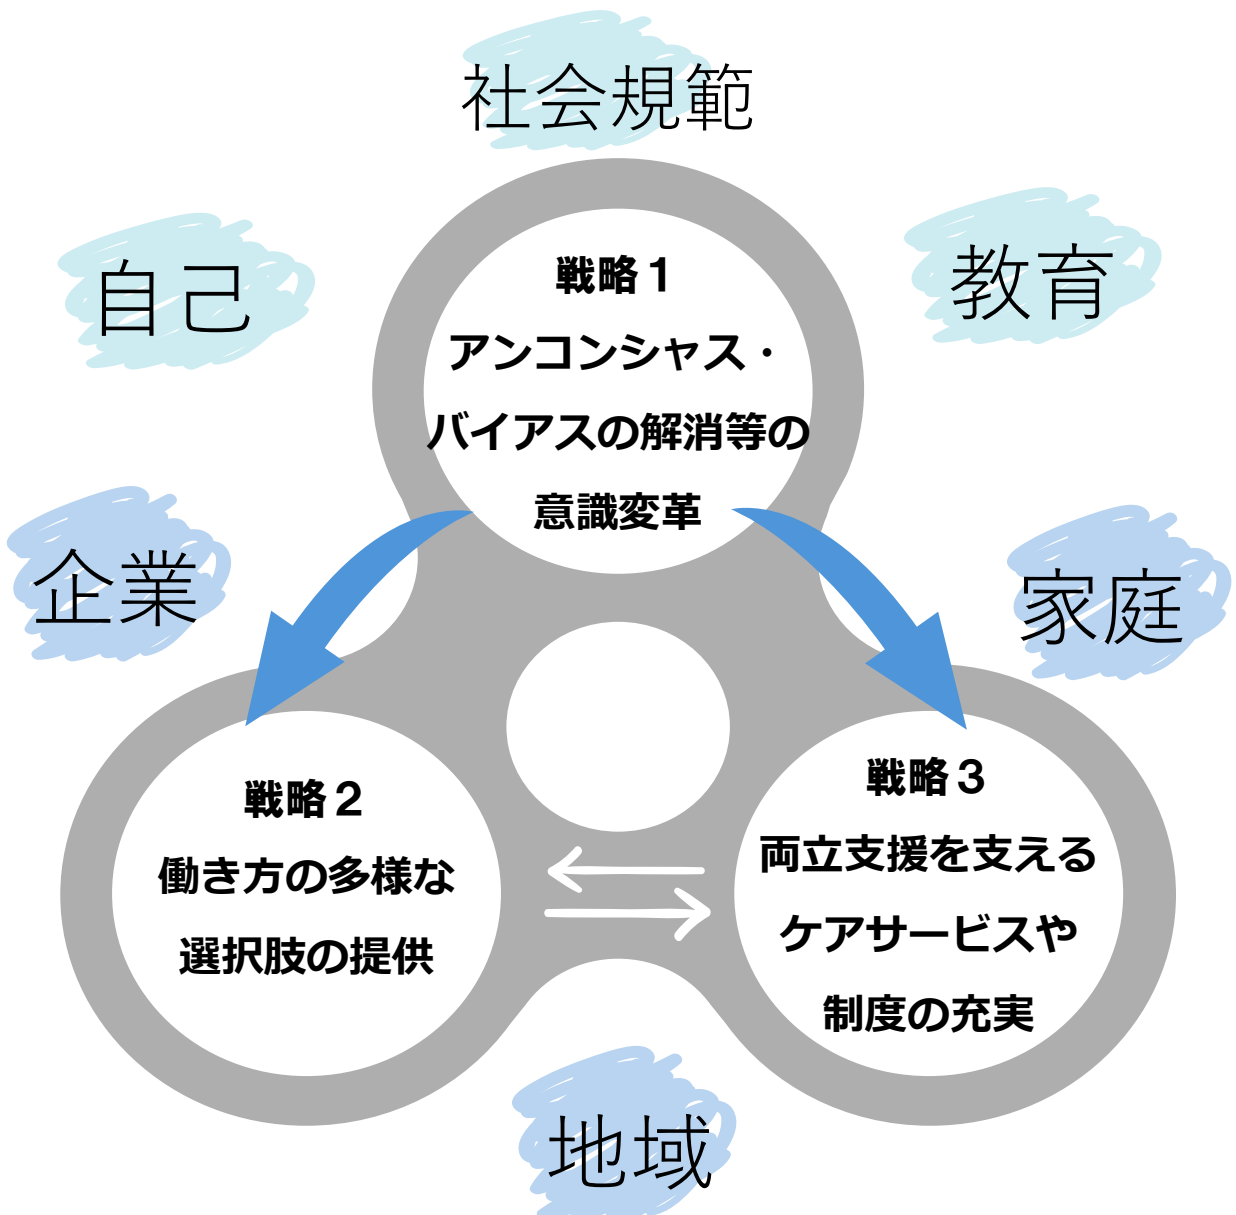 社会規範
自己
教育
戦略1
アンコンシャス・
バイアスの解消等の
意識変革
企業
家庭
戦略2
働き方の多様な
選択肢の提供
戦略3
両立支援を支える
ケアサービスや
制度の充実
地域